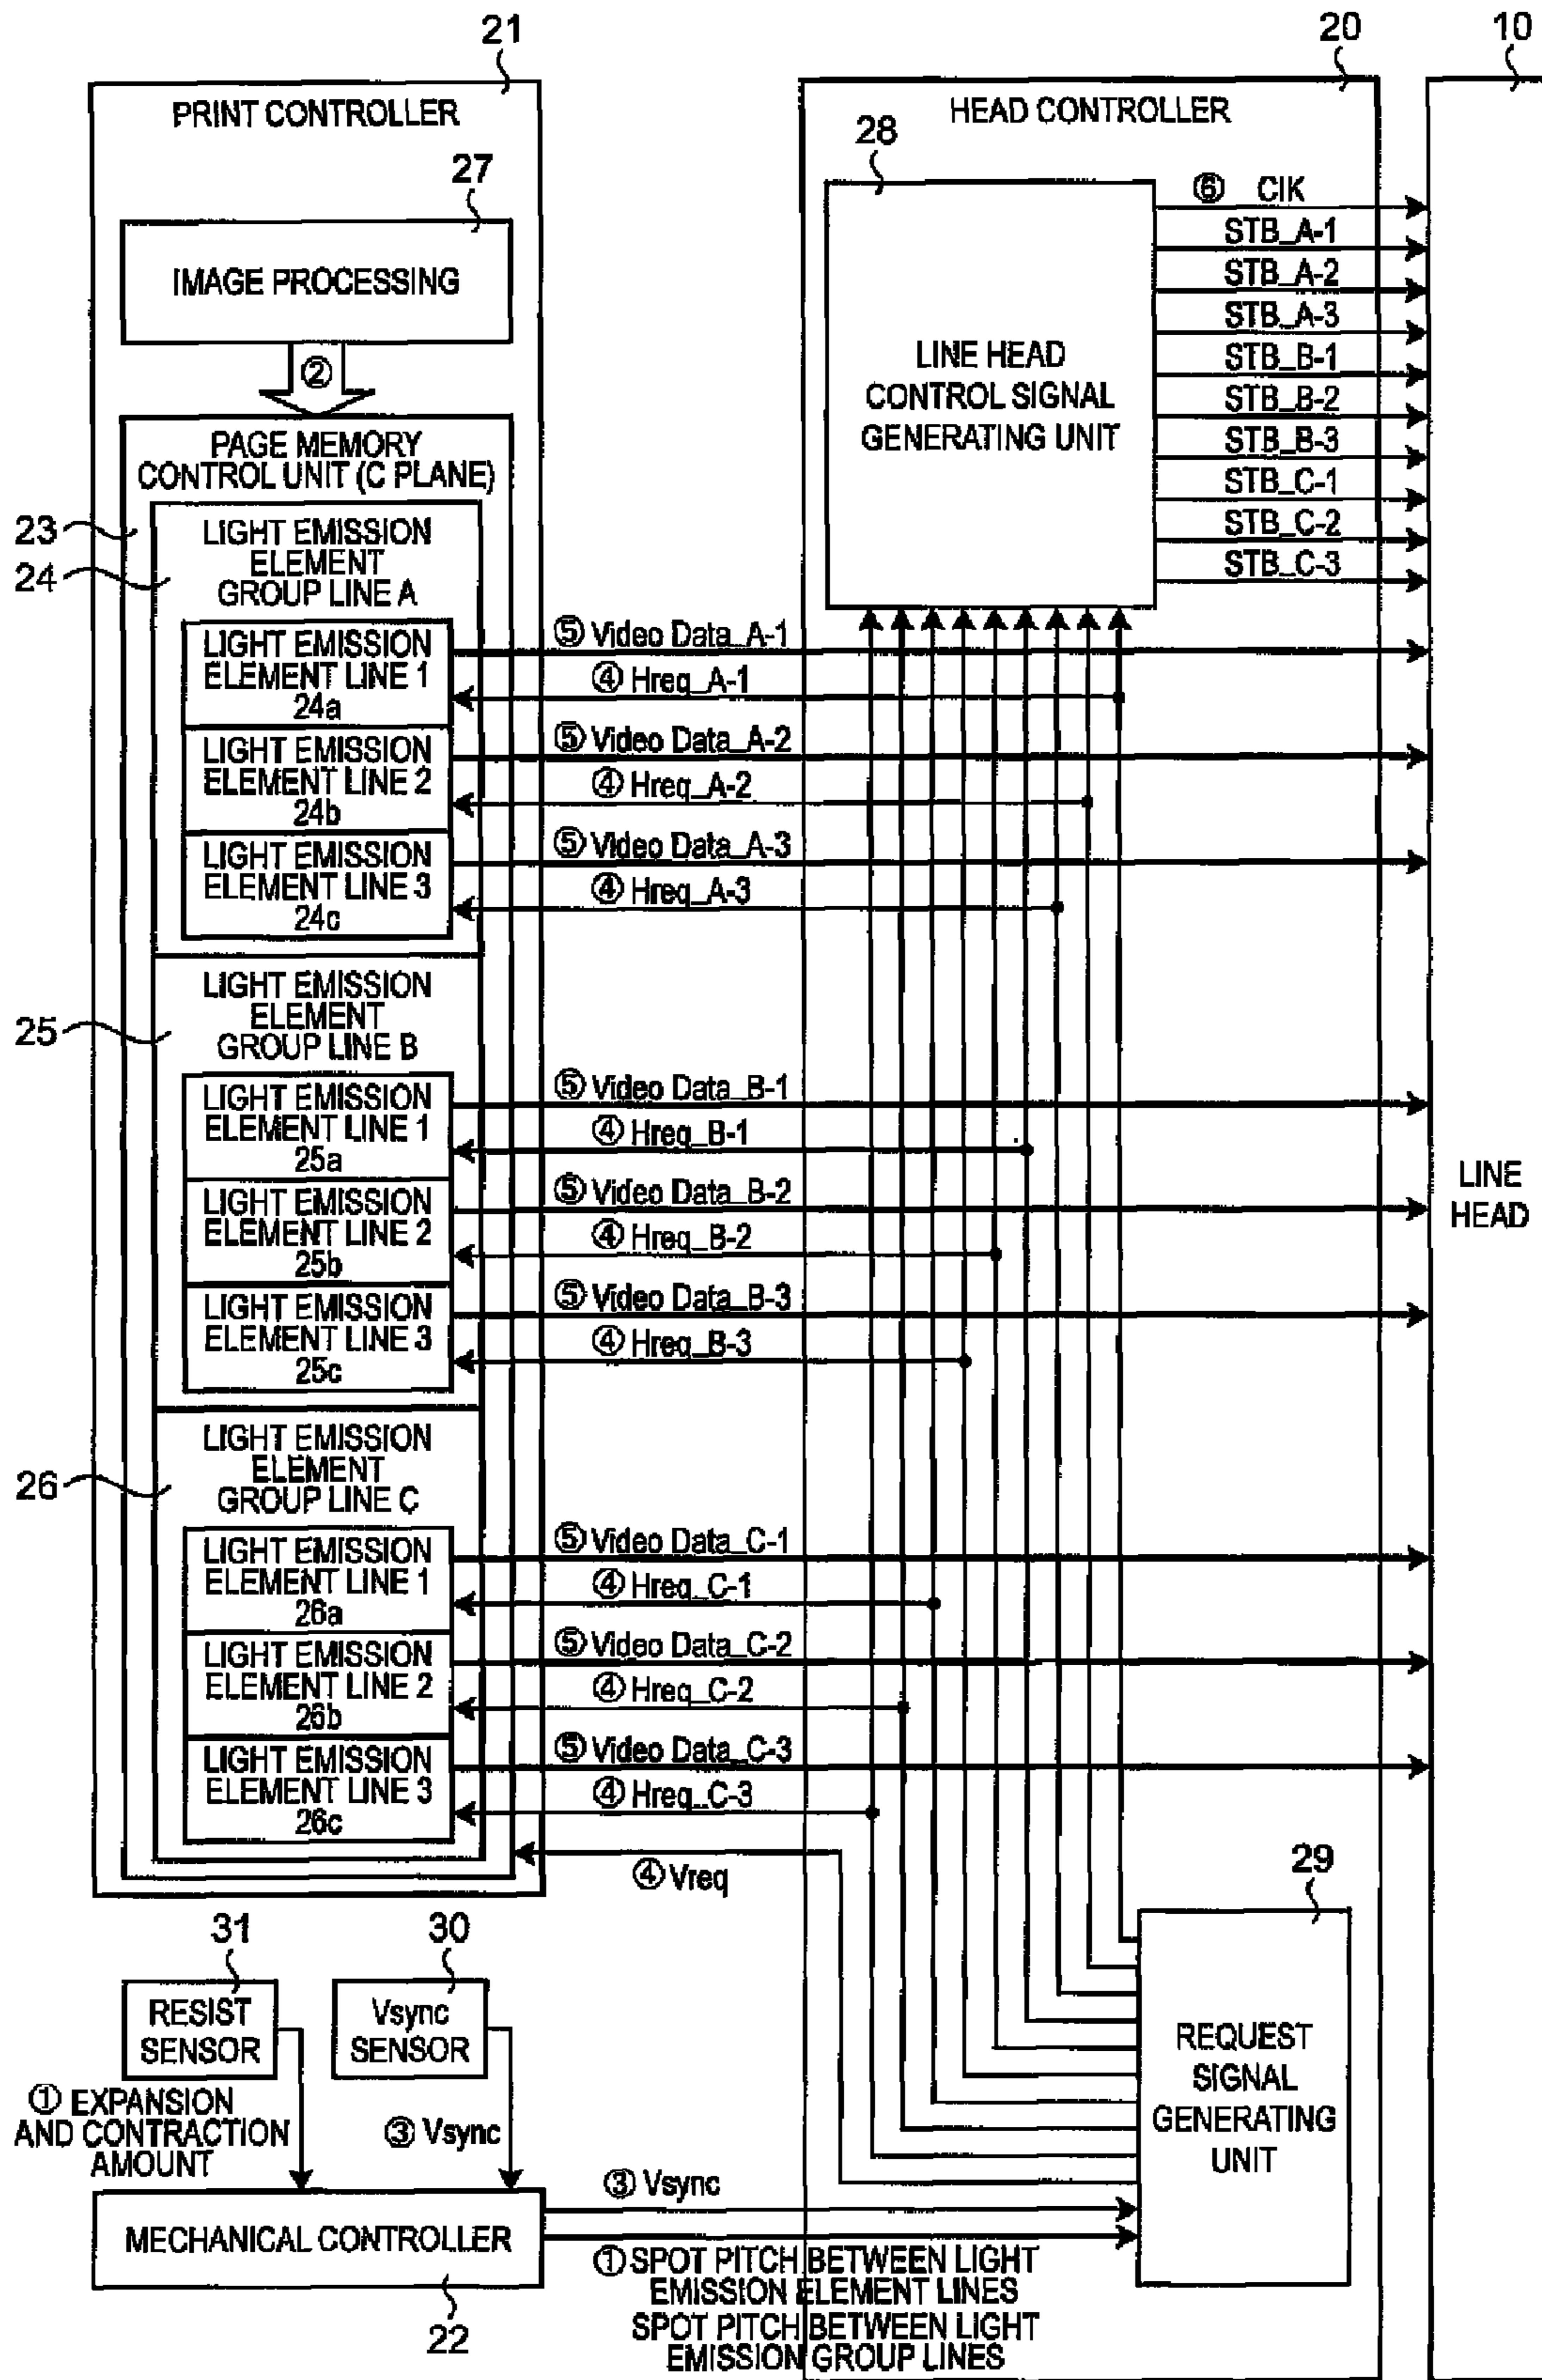 21
20
10
PRINT CONTROLLER
HEAD CONTROLLER
27
28
IMAGE PROCESSING
②
⑥ ClK
STB_A-1
STB_A-2
STB_A-3
STB_B-1
STB_B-2
STB_B-3
STB_C-1
STB_C-2
STB_C-3
LINE HEAD
CONTROL SIGNAL
GENERATING UNIT
PAGE MEMORY
CONTROL UNIT (C PLANE)
23
LIGHT EMISSION
ELEMENT
GROUP LINE A
24
LIGHT EMISSION
ELEMENT LINE 1
24a
⑤ Video Data_A-1
④ Hreq_A-1
LIGHT EMISSION
ELEMENT LINE 2
24b
⑤ Video Data_A-2
④ Hreq_A-2
LIGHT EMISSION
ELEMENT LINE 3
24c
⑤ Video Data_A-3
④ Hreq_A-3
LIGHT EMISSION
ELEMENT
GROUP LINE B
25
LIGHT EMISSION
ELEMENT LINE 1
25a
⑤ Video Data_B-1
④ Hreq_B-1
LIGHT EMISSION
ELEMENT LINE 2
25b
⑤ Video Data_B-2
④ Hreq_B-2
LIGHT EMISSION
ELEMENT LINE 3
25c
⑤ Video Data_B-3
④ Hreq_B-3
LINE
HEAD
LIGHT EMISSION
ELEMENT
GROUP LINE C
26
LIGHT EMISSION
ELEMENT LINE 1
26a
⑤ Video Data_C-1
④ Hreq_C-1
LIGHT EMISSION
ELEMENT LINE 2
26b
⑤ Video Data_C-2
④ Hreq_C-2
LIGHT EMISSION
ELEMENT LINE 3
26c
⑤ Video Data_C-3
④ Hreq_C-3
④ Vreq
29
31
30
RESIST
SENSOR
Vsync
SENSOR
REQUEST
SIGNAL
GENERATING
UNIT
① EXPANSION
AND CONTRACTION
AMOUNT
③ Vsync
③ Vsync
MECHANICAL CONTROLLER
22
① SPOT PITCH BETWEEN LIGHT
EMISSION ELEMENT LINES
SPOT PITCH BETWEEN LIGHT
EMISSION GROUP LINES